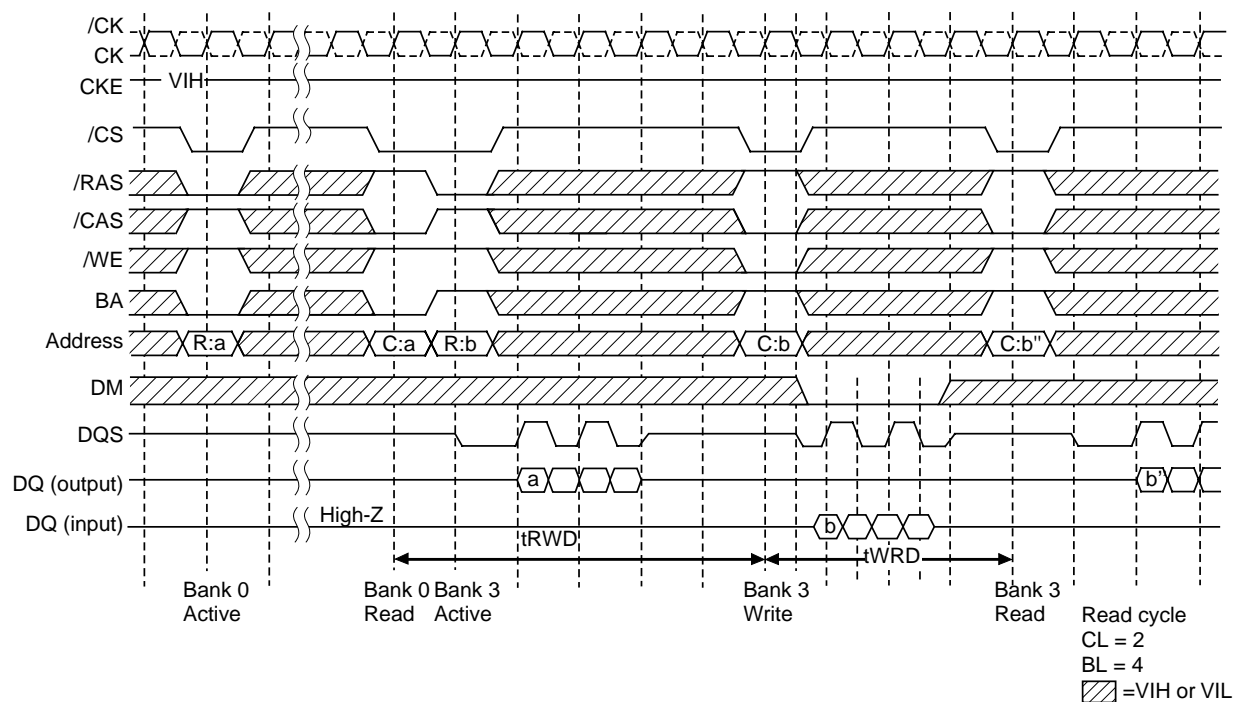 /CK
CK
CKE
VIH
/CS
/RAS
/CAS
/WE
BA
Address
R:a
C:a
R:b
C:b
C:b"
DM
DQS
DQ (output)
a
b'
DQ (input)
High-Z
b
tRWD
tWRD
Bank 0
Active
Bank 0
Read
Bank 3
Active
Bank 3
Write
Bank 3
Read
Read cycle
CL = 2
BL = 4
=VIH or VIL